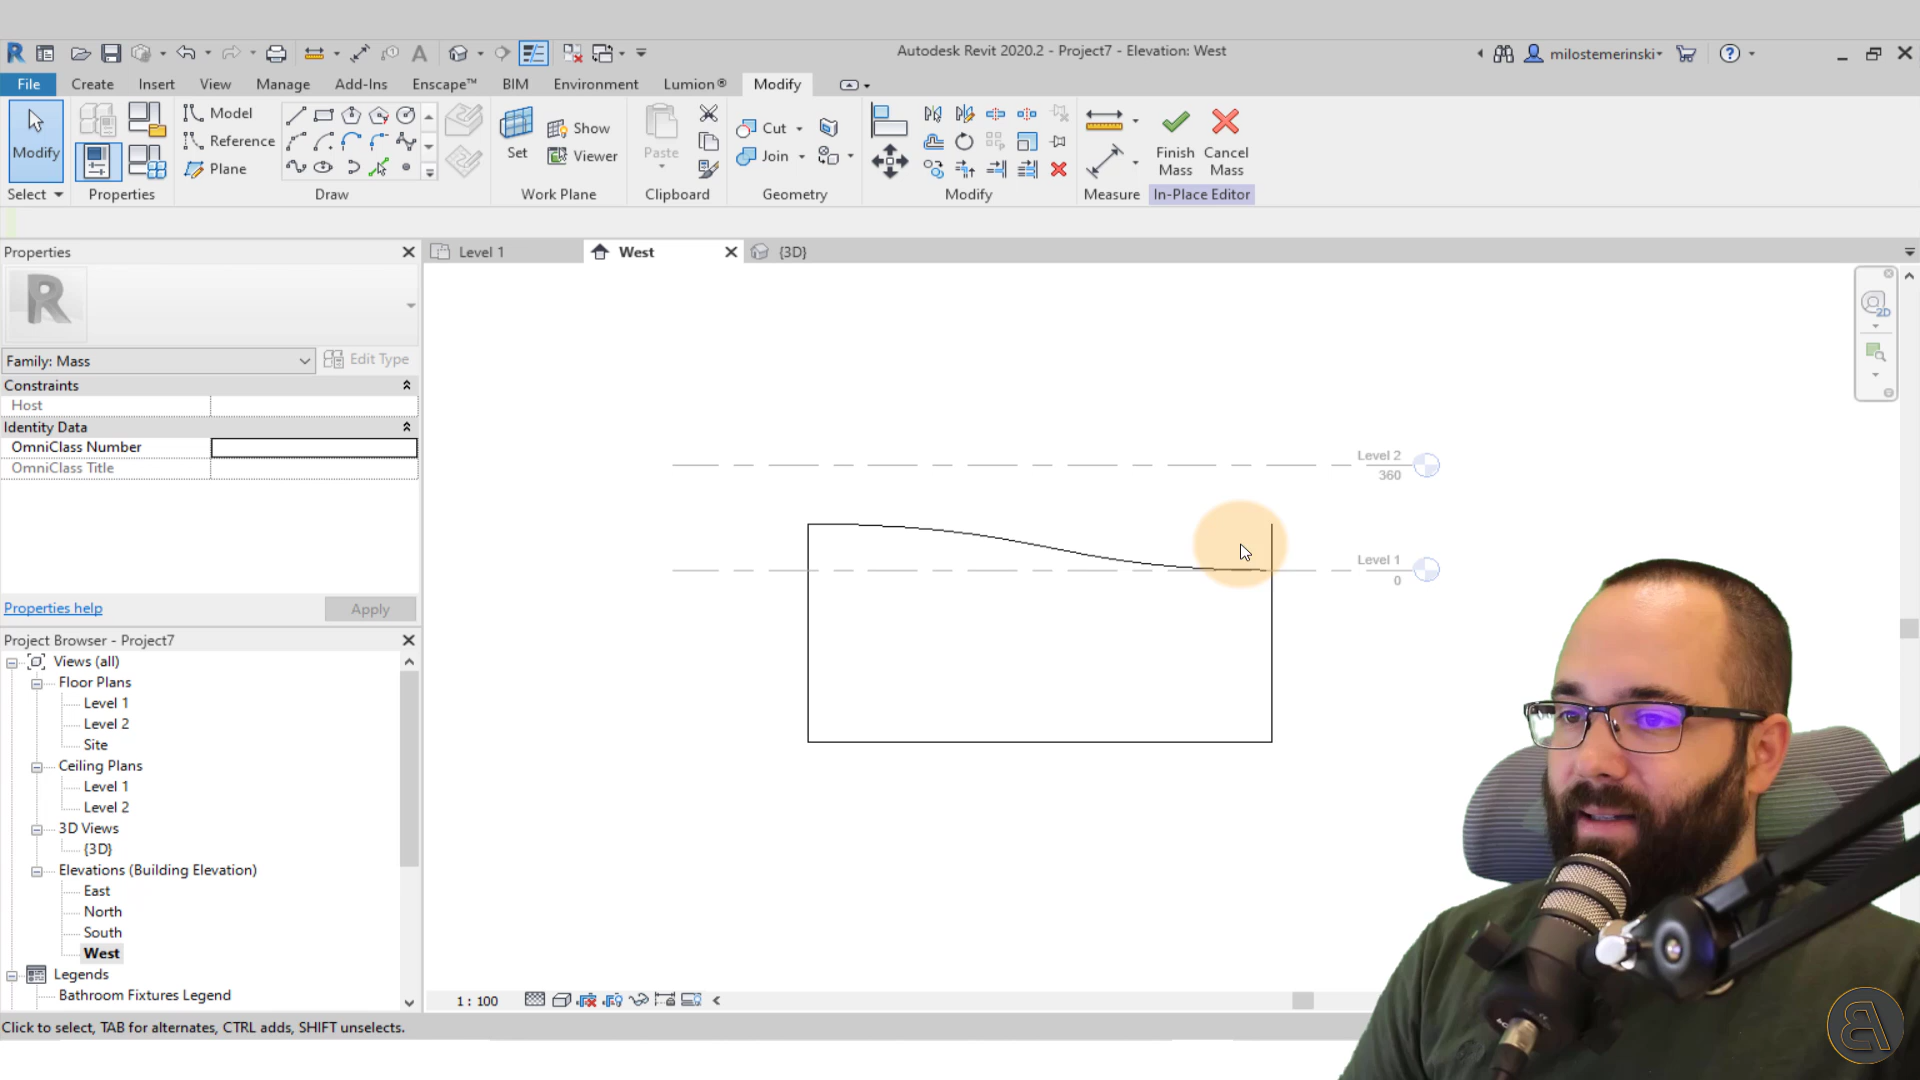 Autodesk Revit 2020.2 - Project7 - Elevation: West
milostemerinski
File Create Insert View Manage Add-Ins Enscape™ BIM Environment Lumion® Modify
Modify
Select
Properties
Model
Reference
Plane
Draw
Set
Show
Viewer
Work Plane
Paste
Clipboard
Cut
Join
Geometry
Modify
Measure
Finish Mass
Cancel Mass
In-Place Editor
Properties
Level 1
West
{3D}
Family: Mass
Edit Type
Constraints
Host
Identity Data
OmniClass Number
OmniClass Title
Properties help
Apply
Project Browser - Project7
Views (all)
Floor Plans
Level 1
Level 2
Site
Ceiling Plans
Level 1
Level 2
3D Views
{3D}
Elevations (Building Elevation)
East
North
South
West
Legends
Bathroom Fixtures Legend
Level 2
360
Level 1
0
2D
1 : 100
Click to select, TAB for alternates, CTRL adds, SHIFT unselects.